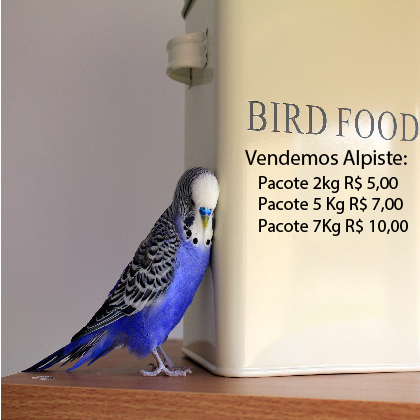 BIRD FOOD
Vendemos Alpiste:
Pacote 2kg R$ 5,00
Pacote 5 Kg R$ 7,00
Pacote 7Kg R$ 10,00